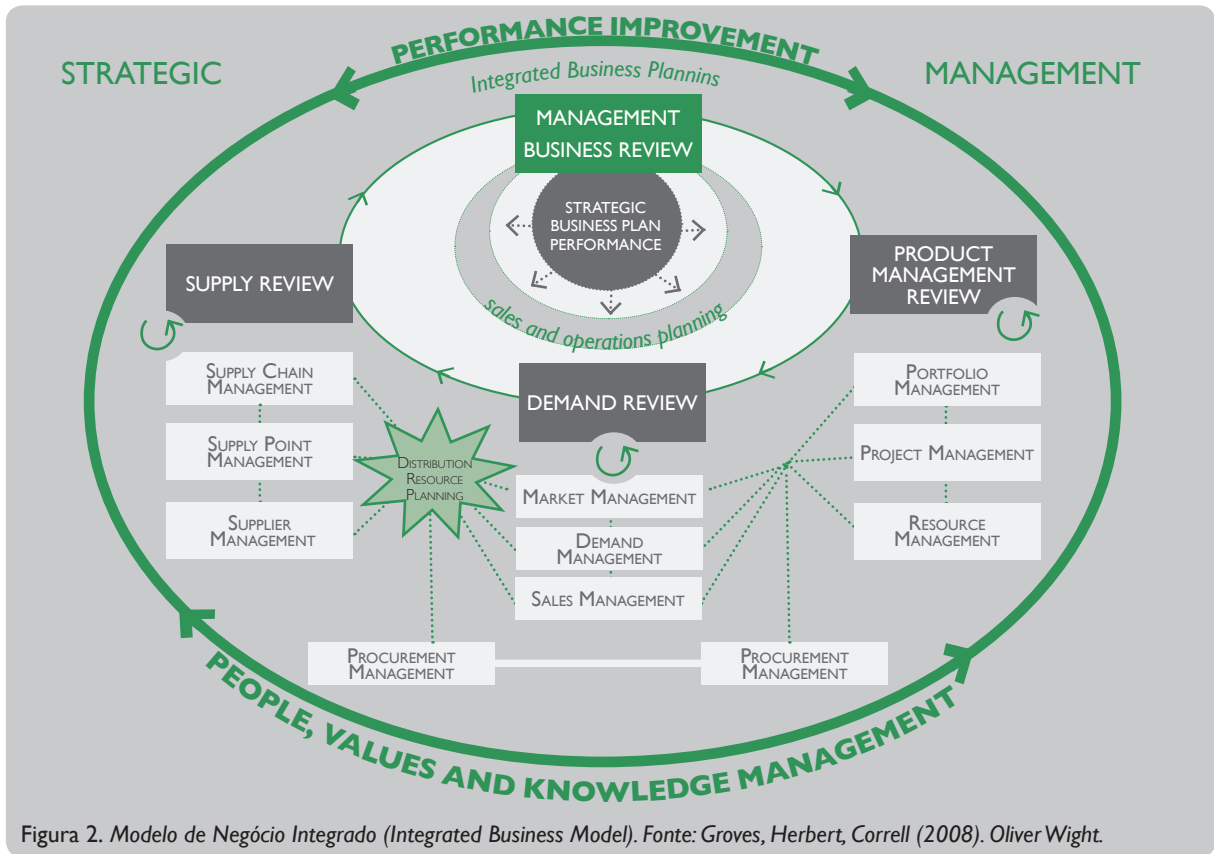 PERFORMANCE IMPROVEMENT
STRATEGIC
MANAGEMENT
Integrated Business Plannins
MANAGEMENT
BUSINESS REVIEW
STRATEGIC
BUSINESS PLAN
PERFORMANCE
SUPPLY REVIEW
PRODUCT
MANAGEMENT
REVIEW
sales and operations planning
DEMAND REVIEW
SUPPLY CHAIN
MANAGEMENT
SUPPLY POINT
MANAGEMENT
SUPPLIER
MANAGEMENT
DISTRIBUTION
RESOURCE
PLANNING
MARKET MANAGEMENT
DEMAND
MANAGEMENT
SALES MANAGEMENT
PORTFOLIO
MANAGEMENT
PROJECT MANAGEMENT
RESOURCE
MANAGEMENT
PROCUREMENT
MANAGEMENT
PROCUREMENT
MANAGEMENT
PEOPLE, VALUES AND KNOWLEDGE MANAGEMENT
Figura 2. Modelo de Negócio Integrado (Integrated Business Model). Fonte: Groves, Herbert, Correll (2008). Oliver Wight.